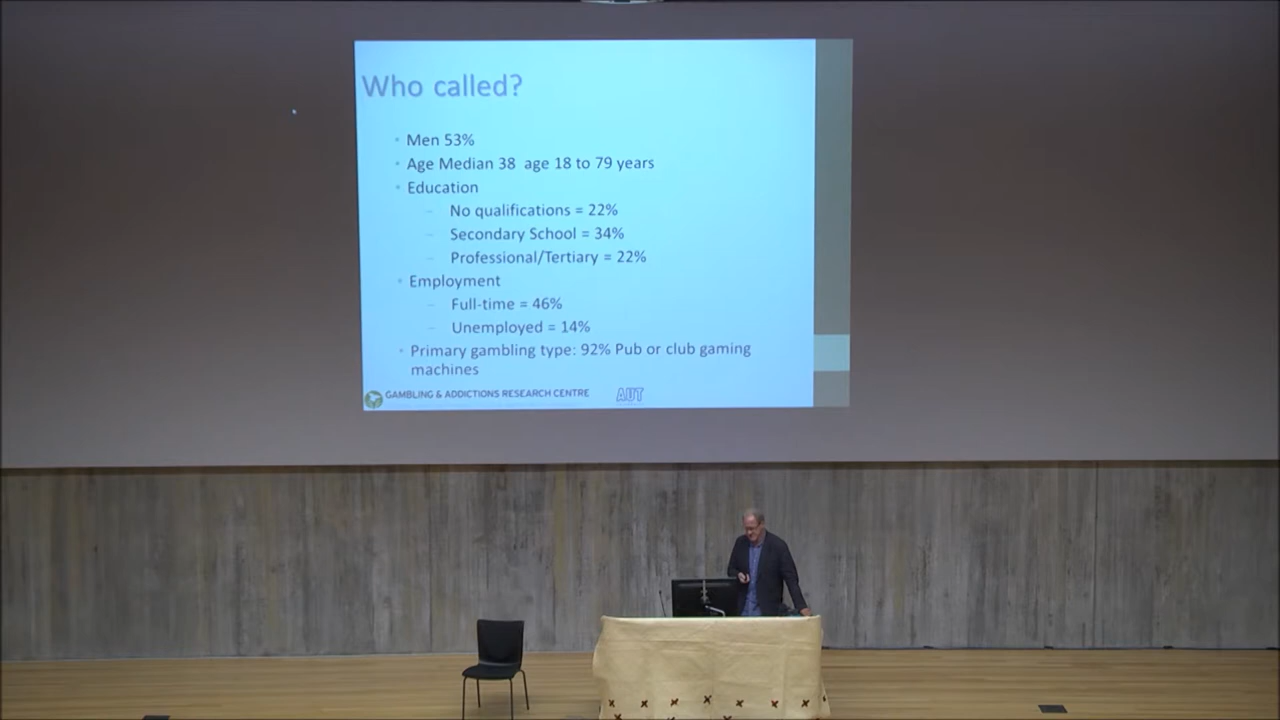 Who called?
• Men 53%
• Age Median 38 age 18 to 79 years
• Education
– No qualifications = 22%
– Secondary School = 34%
– Professional/Tertiary = 22%
• Employment
– Full-time = 46%
– Unemployed = 14%
• Primary gambling type: 92% Pub or club gaming
machines
GAMBLING & ADDICTIONS RESEARCH CENTRE AUT